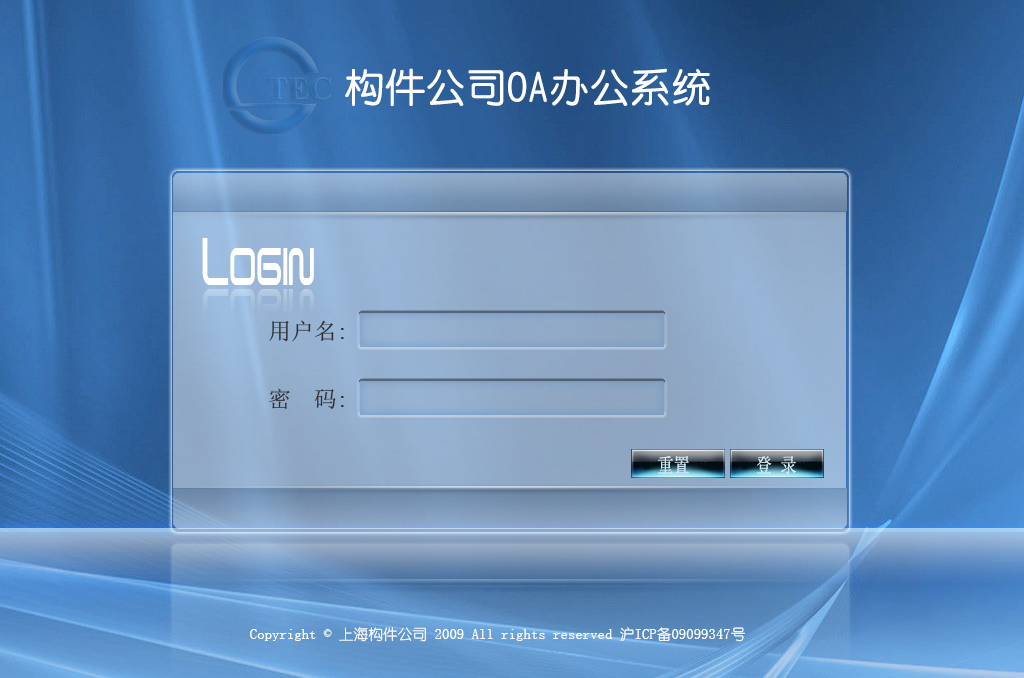 TEC
构件公司OA办公系统
LOGIN
用户名:
密 码:
重置 登 录
Copyright © 上海构件公司 2009 All rights reserved 沪ICP备09099347号